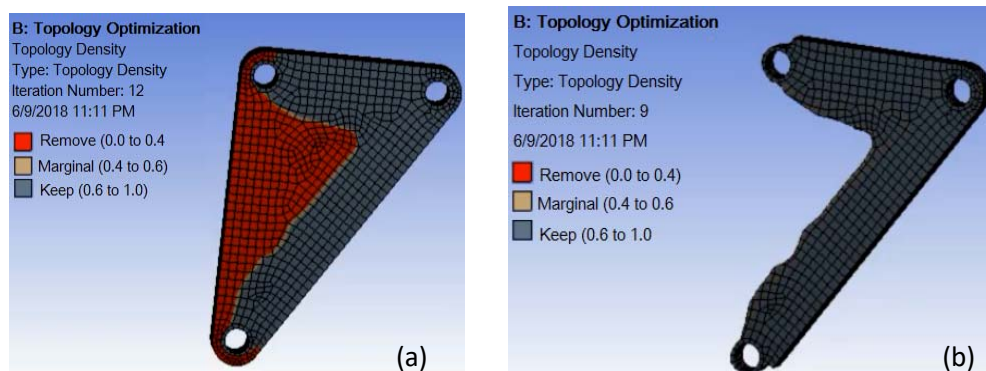 B: Topology Optimization
Topology Density
Type: Topology Density
Iteration Number: 12
6/9/2018 11:11 PM
Remove (0.0 to 0.4
Marginal (0.4 to 0.6)
Keep (0.6 to 1.0)
(a)
B: Topology Optimization
Topology Density
Type: Topology Density
Iteration Number: 9
6/9/2018 11:11 PM
Remove (0.0 to 0.4)
Marginal (0.4 to 0.6
Keep (0.6 to 1.0
(b)